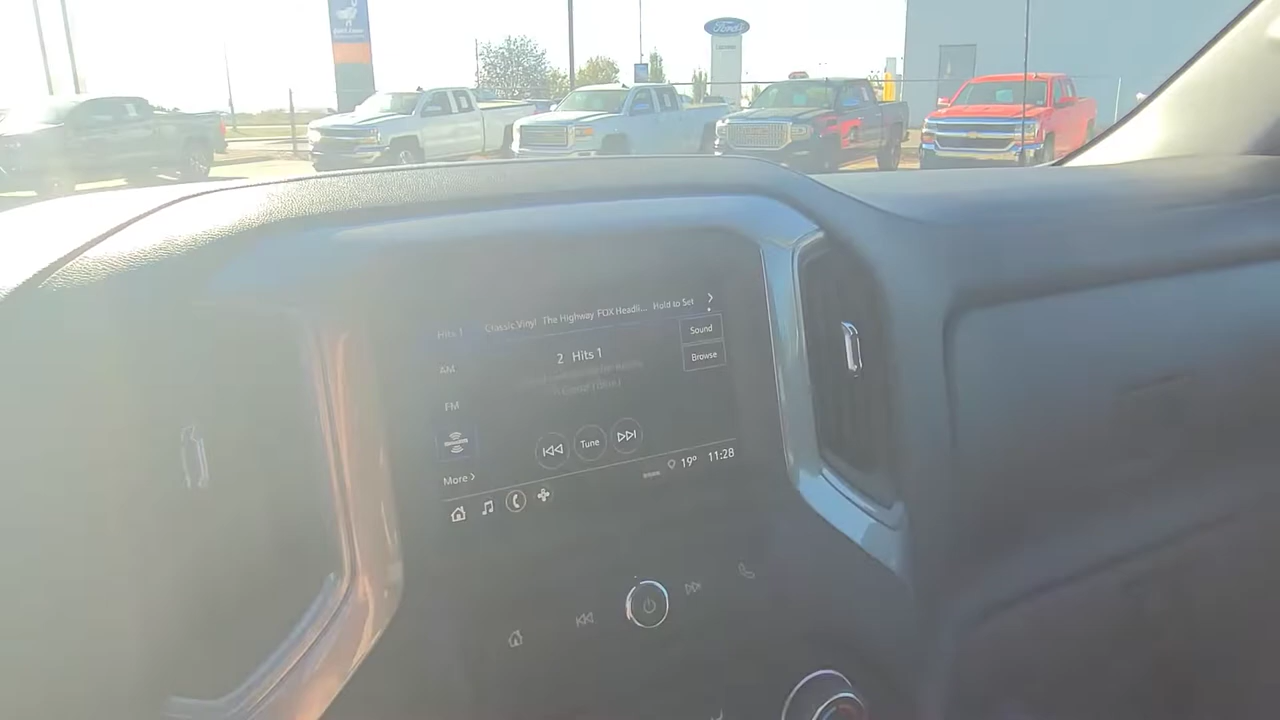 Ford
Hits 1 Classic Vinyl The Highway FOX Headli... Hold to Set
Sound
2 Hits 1
Browse
AM
FM
Tune
More
19° 11:28